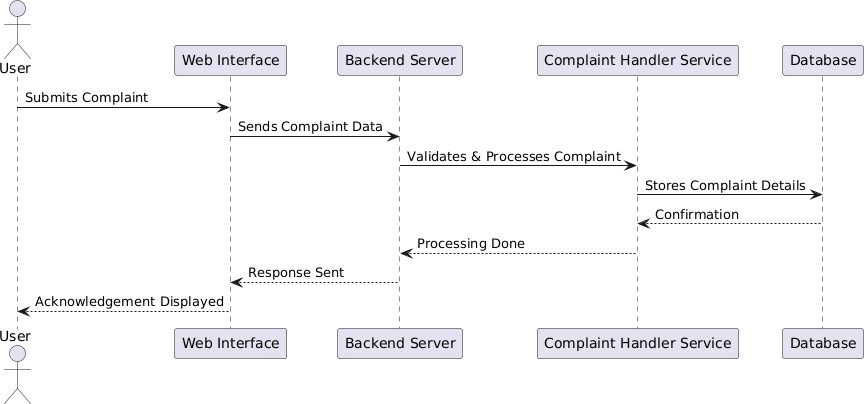 User
Web Interface
Backend Server
Complaint Handler Service
Database
Submits Complaint
Sends Complaint Data
Validates & Processes Complaint
Stores Complaint Details
Confirmation
Processing Done
Response Sent
Acknowledgement Displayed
User
Web Interface
Backend Server
Complaint Handler Service
Database